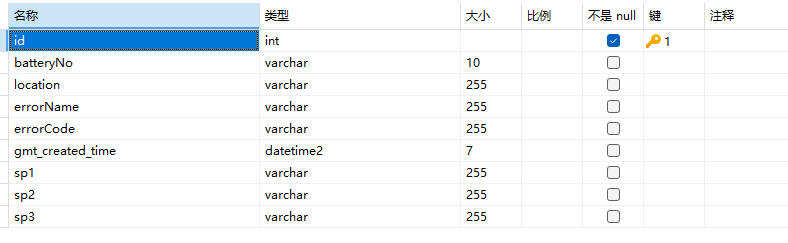 名称 类型 大小 比例 不是 null 键 注释
id int 1
batteryNo varchar 10
location varchar 255
errorName varchar 255
errorCode varchar 255
gmt_created_time datetime2 7
sp1 varchar 255
sp2 varchar 255
sp3 varchar 255